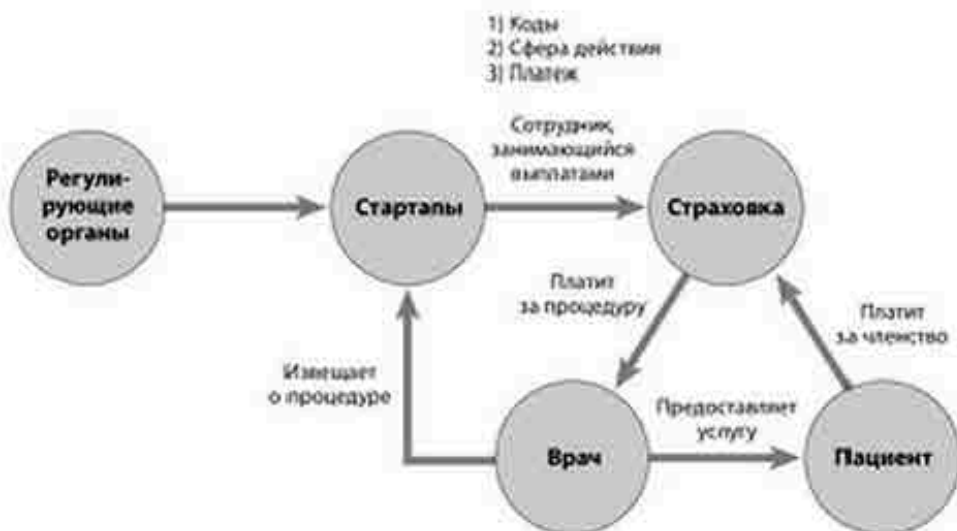 1) Коды
2) Сфера действия
3) Платеж
Сотрудник,
занимающийся
выплатами
Регули-
рующие
органы
Стартапы
Страховка
Платит
за процедуру
Платит
за членство
Извещает
о процедуре
Предоставляет
услугу
Врач
Пациент